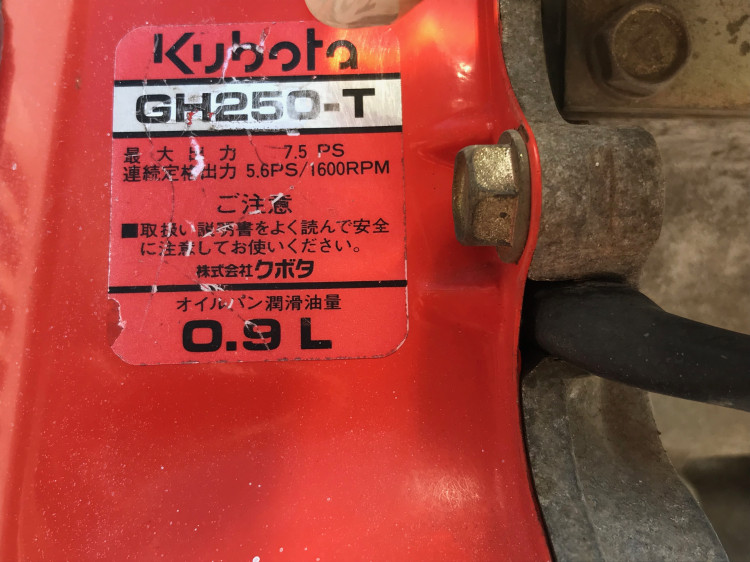 Kubota
GH250-T
最大出力 7.5 PS
連続定格出力 5.6PS/1600RPM
ご注意
■取扱い説明書をよく読んで安全
に注意してお使いください。
株式会社クボタ
オイルパン潤滑油量
0.9L